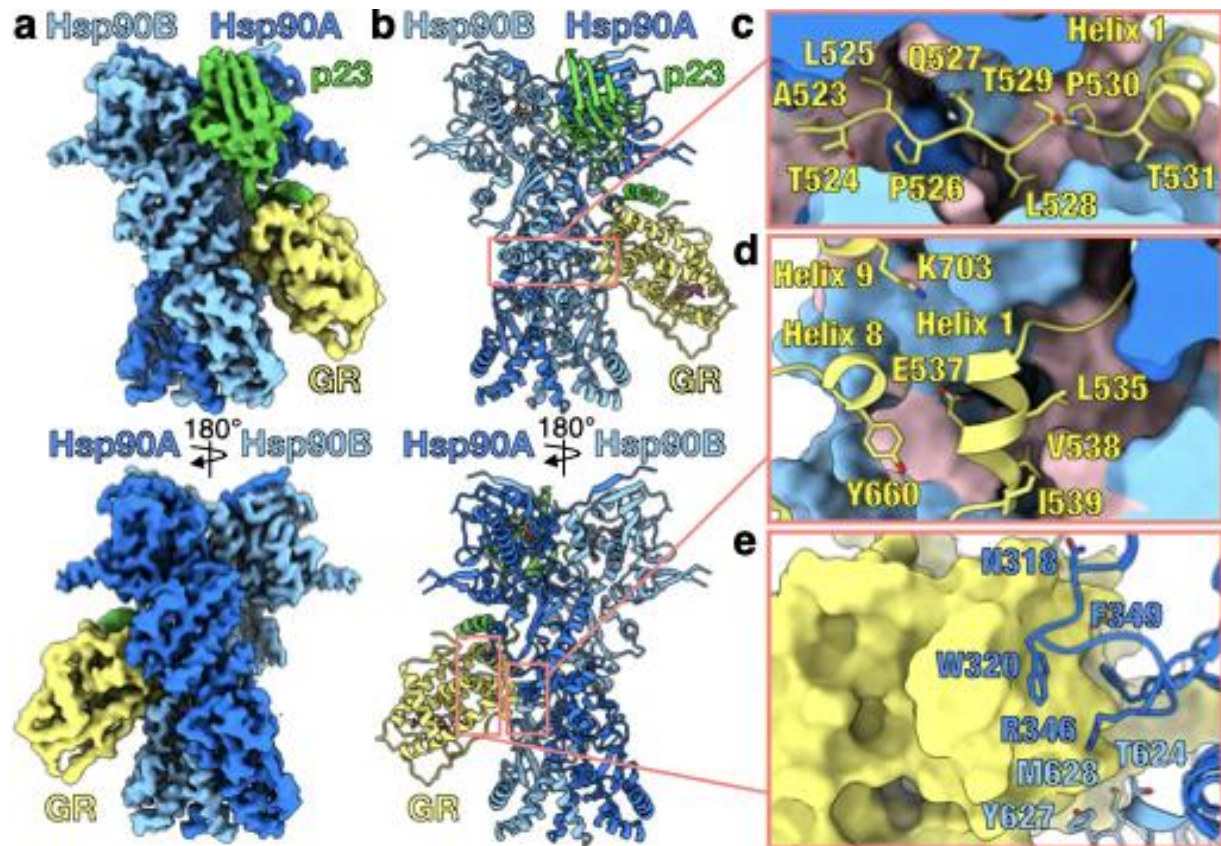 a Hsp90B Hsp90A
p23
GR
Hsp90A 180° Hsp90B
GR
b Hsp90B Hsp90A
p23
GR
Hsp90A 180° Hsp90B
GR
c
Helix 1
L525 Q527
A523 T529 P530
T524 P526 L528 T531
d
Helix 9 K703
Helix 8 Helix 1
E537
L535
V538
Y660 I539
e
N318
F349
W320
R346 T624
M628
Y627